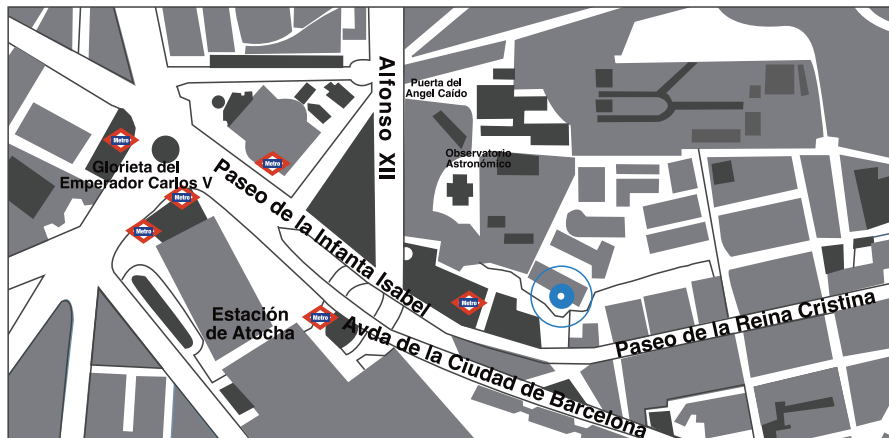 Alfonso XII
Puerta del
Angel Caído
Metro
Observatorio
Astronómico
Metro
Glorieta del
Emperador Carlos V
Metro
Metro
Paseo de la Infanta Isabel
Metro
Estación
de Atocha
Metro
Avda de la Ciudad de Barcelona
Paseo de la Reina Cristina